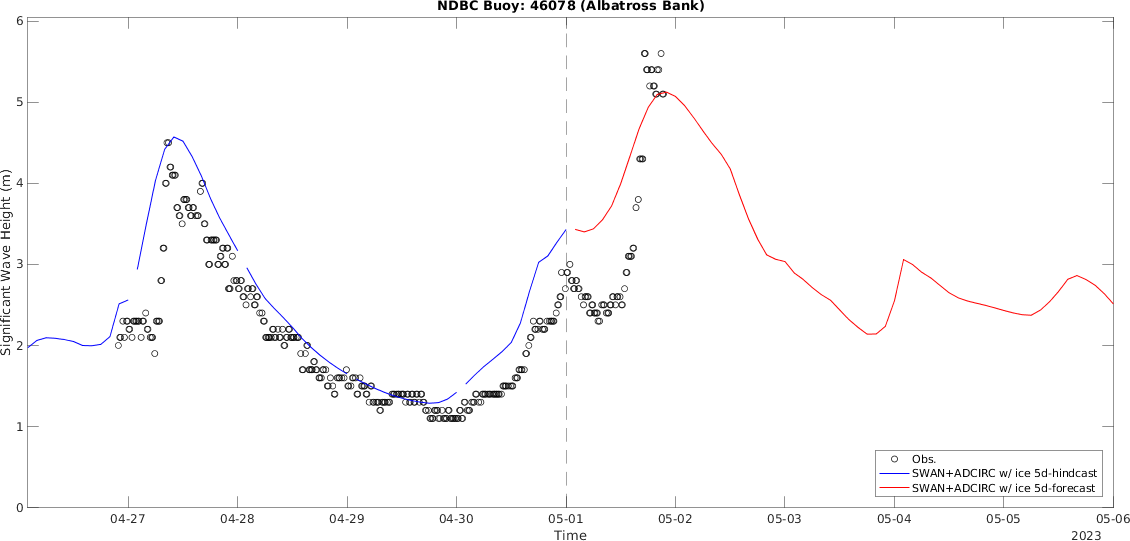 NDBC Buoy: 46078 (Albatross Bank)
Significant Wave Height (m)
6
5
4
3
2
1
0
Obs.
SWAN+ADCIRC w/ ice 5d-hindcast
SWAN+ADCIRC w/ ice 5d-forecast
04-27 04-28 04-29 04-30 05-01 05-02 05-03 05-04 05-05 05-06
Time
2023